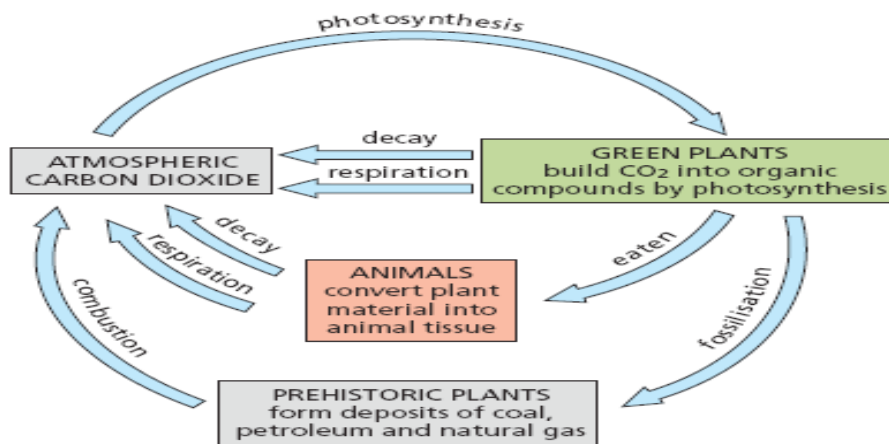 photosynthesis
decay
ATMOSPHERIC
CARBON DIOXIDE
respiration
GREEN PLANTS
build CO₂ into organic
compounds by photosynthesis
decay
respiration
eaten
ANIMALS
convert plant
material into
animal tissue
combustion
fossilisation
PREHISTORIC PLANTS
form deposits of coal,
petroleum and natural gas